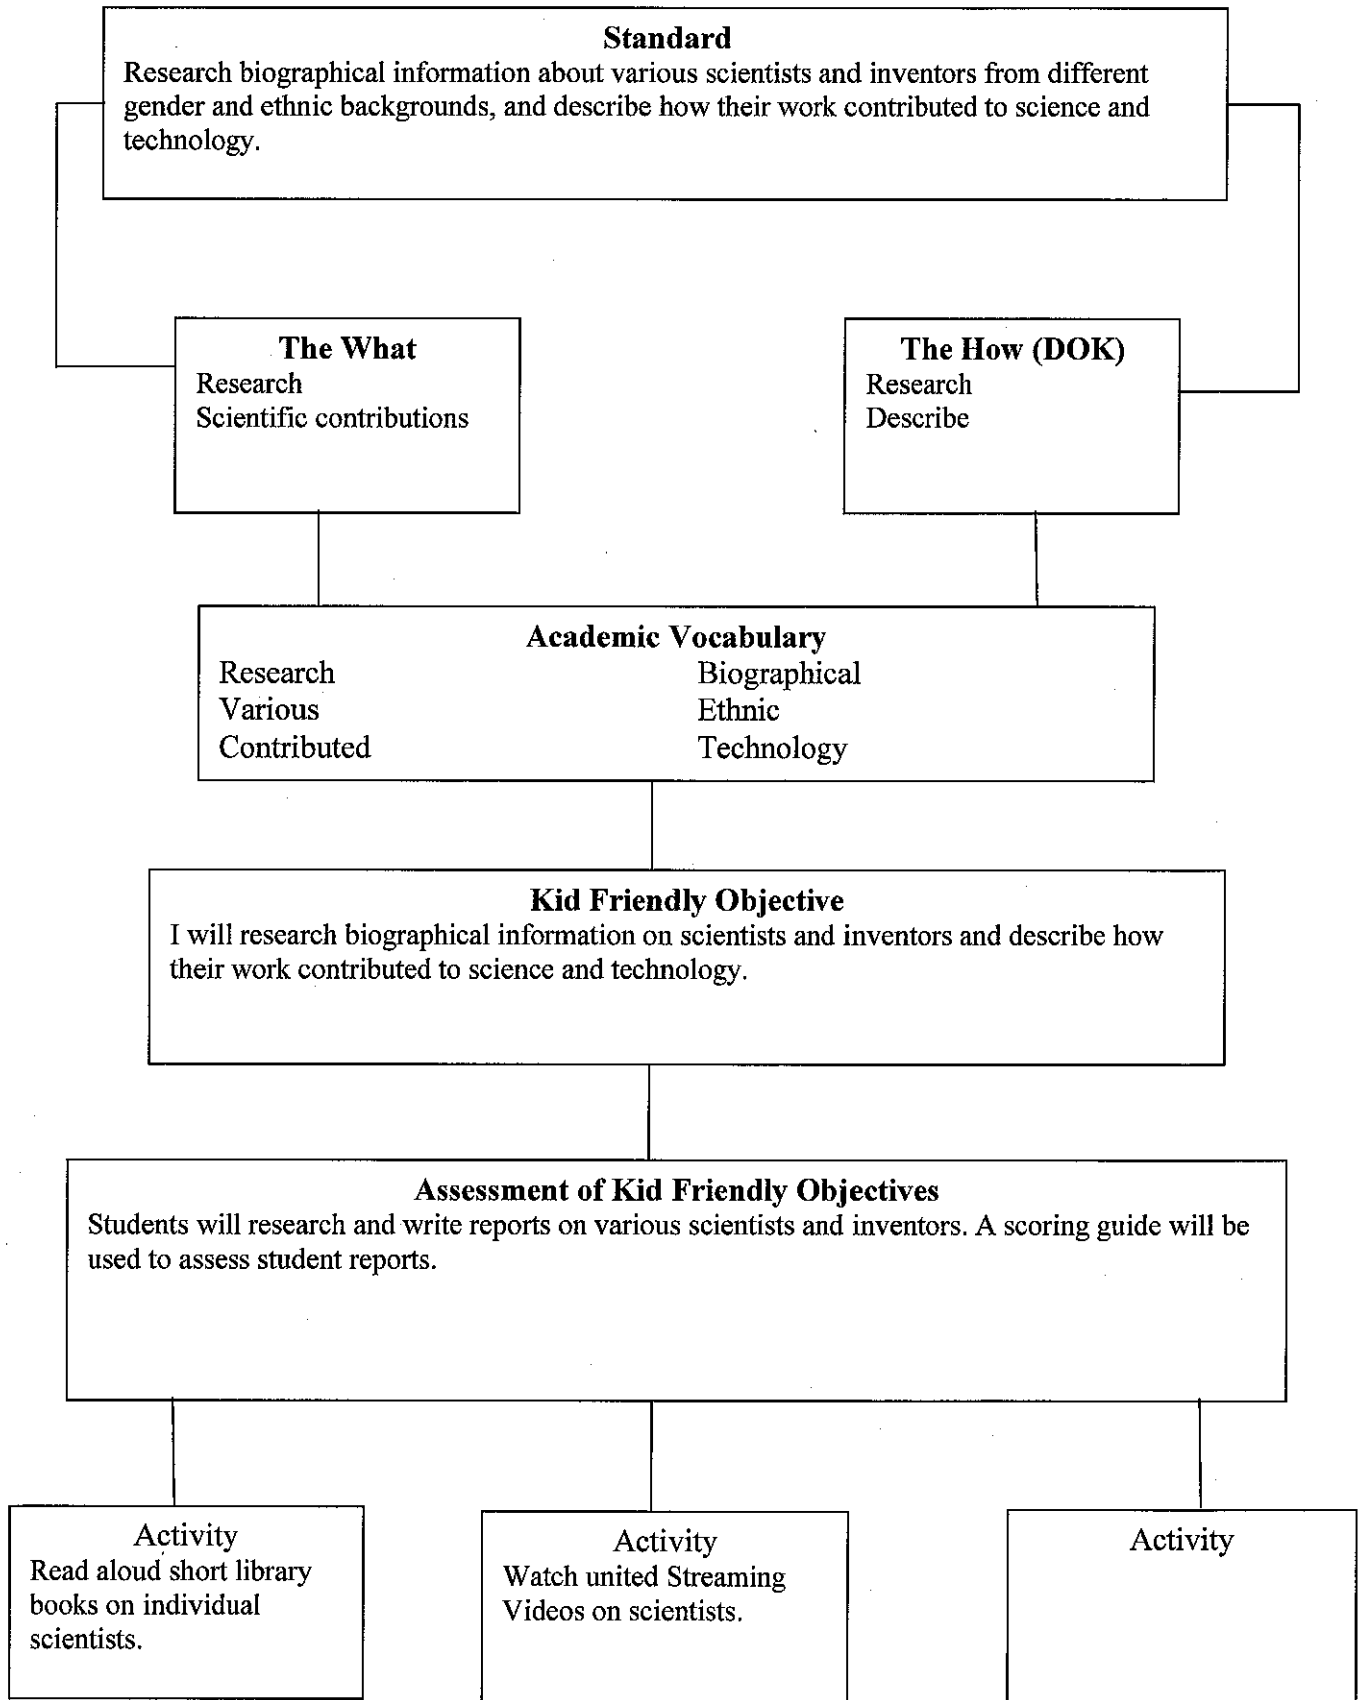 Standard
Research biographical information about various scientists and inventors from different
gender and ethnic backgrounds, and describe how their work contributed to science and
technology.
The What
Research
Scientific contributions
The How (DOK)
Research
Describe
Academic Vocabulary
Research Biographical
Various Ethnic
Contributed Technology
Kid Friendly Objective
I will research biographical information on scientists and inventors and describe how
their work contributed to science and technology.
Assessment of Kid Friendly Objectives
Students will research and write reports on various scientists and inventors. A scoring guide will be
used to assess student reports.
Activity
Read aloud short library
books on individual
scientists.
Activity
Watch united Streaming
Videos on scientists.
Activity